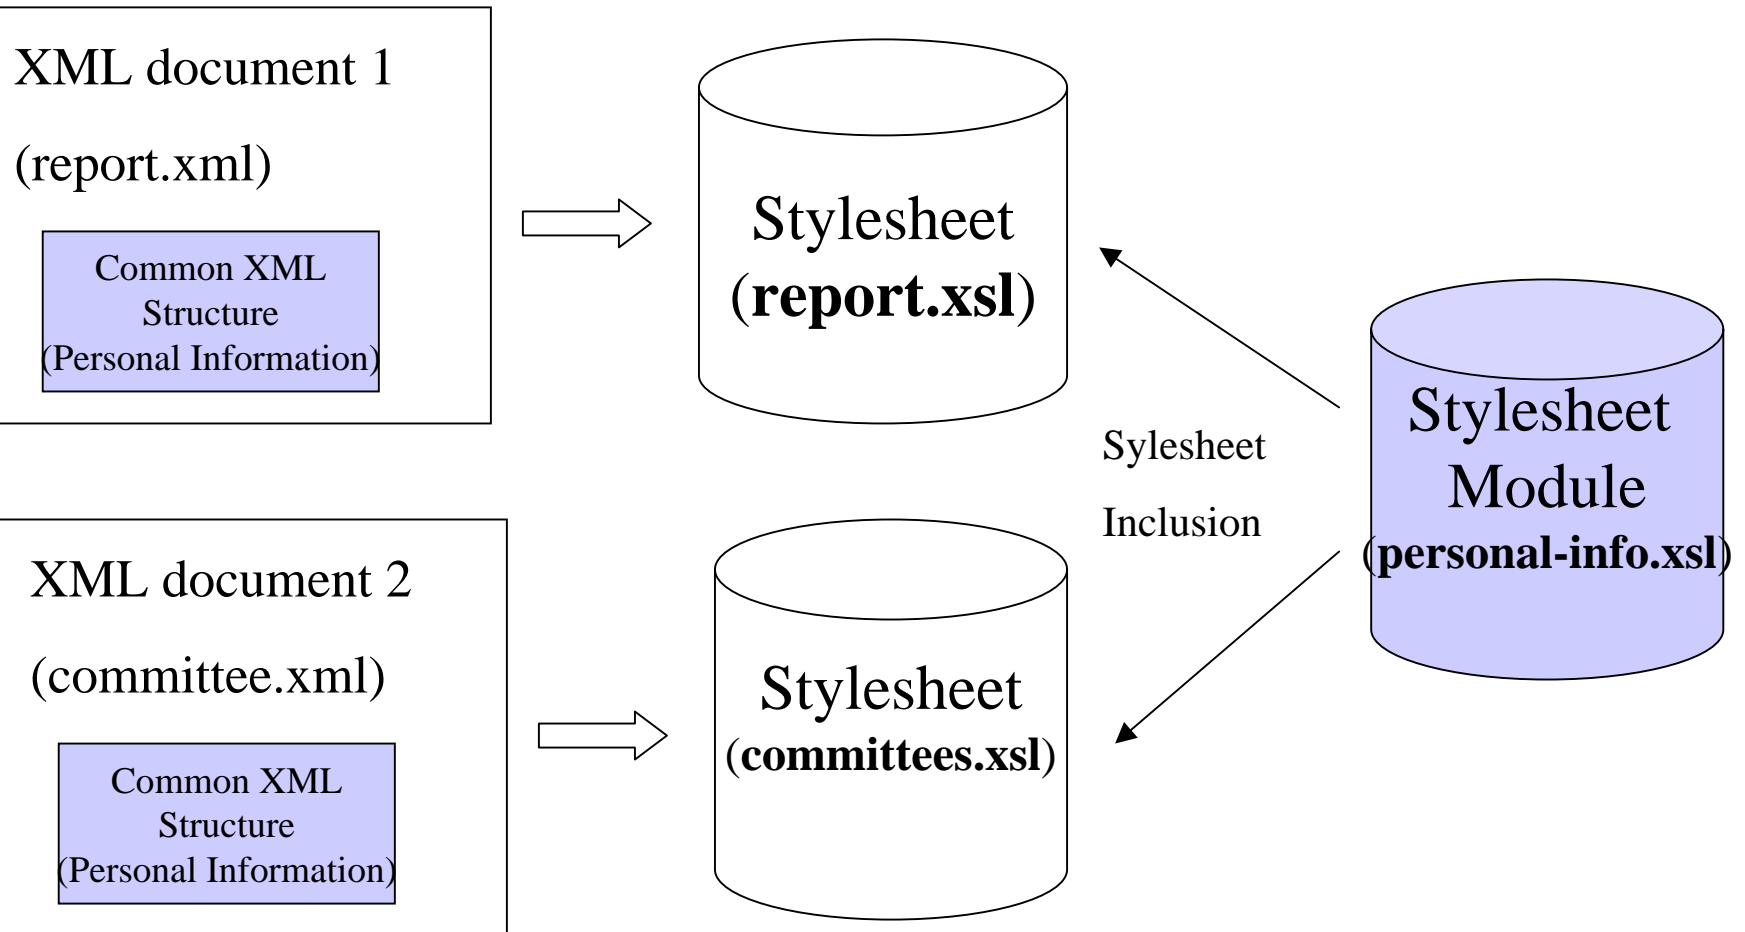 XML document 1
(report.xml)
Common XML
Structure
(Personal Information)
Stylesheet
(report.xsl)
Sylesheet
Inclusion
Stylesheet
Module
(personal-info.xsl)
XML document 2
(committee.xml)
Common XML
Structure
(Personal Information)
Stylesheet
(committees.xsl)